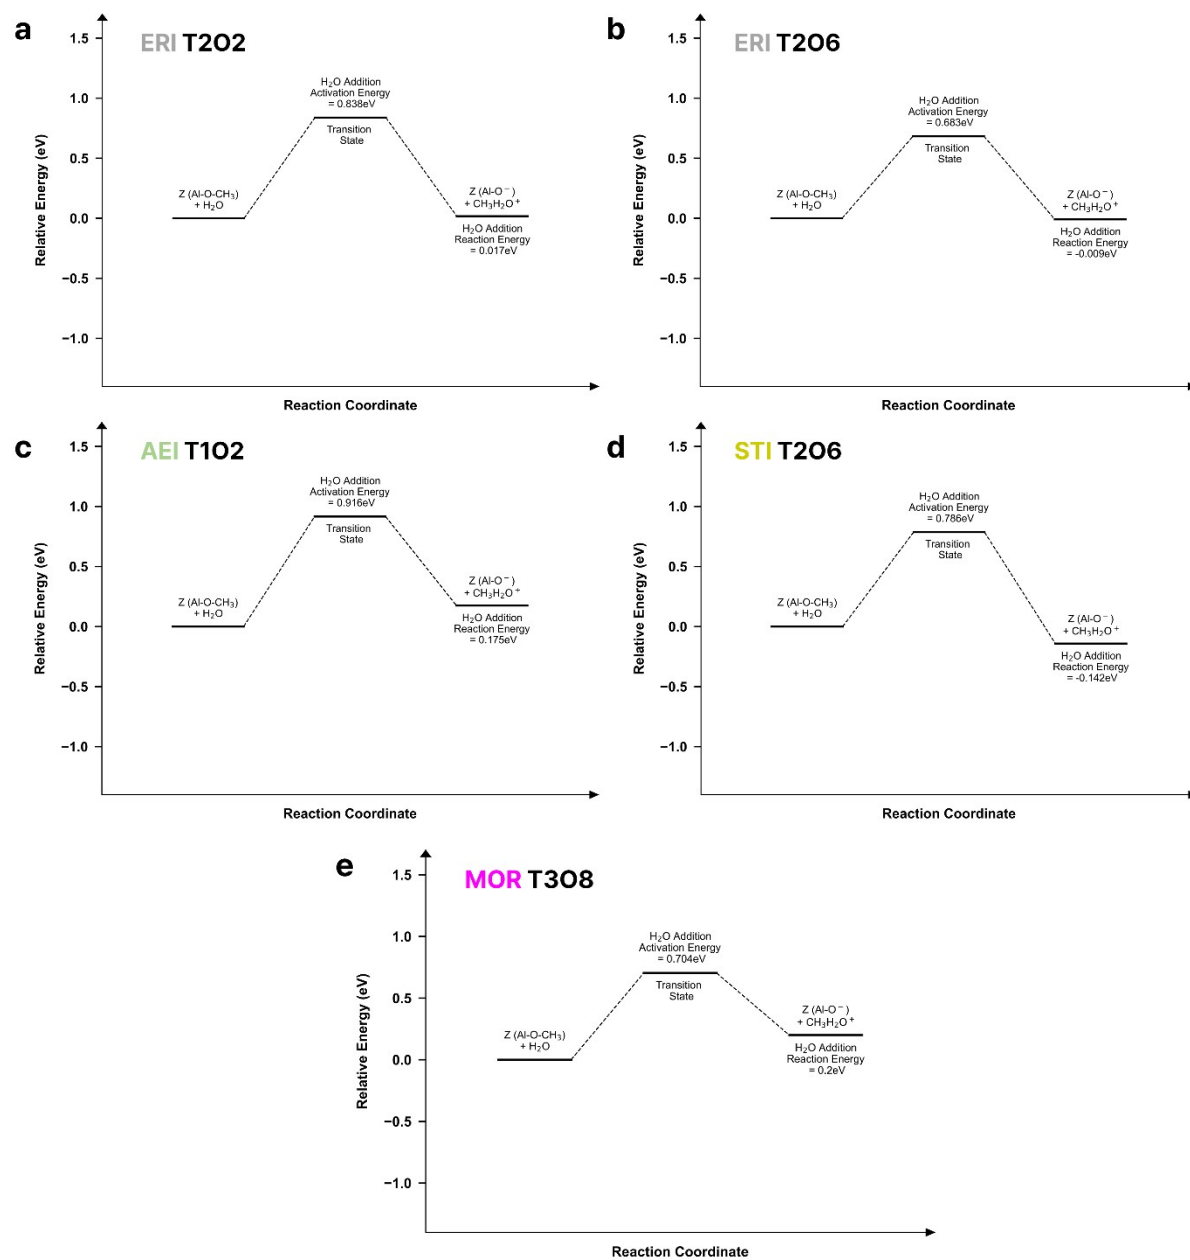 a
ERI T2O2
1.5
1.0
0.5
0.0
−0.5
−1.0
Relative Energy (eV)
Z (Al-O-CH₃)
+ H₂O
H₂O Addition
Activation Energy
= 0.838eV
Transition
State
Z (Al-O⁻)
+ CH₃H₂O⁺
H₂O Addition
Reaction Energy
= 0.017eV
Reaction Coordinate
b
ERI T2O6
1.5
1.0
0.5
0.0
−0.5
−1.0
Relative Energy (eV)
Z (Al-O-CH₃)
+ H₂O
H₂O Addition
Activation Energy
= 0.683eV
Transition
State
Z (Al-O⁻)
+ CH₃H₂O⁺
H₂O Addition
Reaction Energy
= -0.009eV
Reaction Coordinate
c
AEI T1O2
1.5
1.0
0.5
0.0
−0.5
−1.0
Relative Energy (eV)
Z (Al-O-CH₃)
+ H₂O
H₂O Addition
Activation Energy
= 0.916eV
Transition
State
Z (Al-O⁻)
+ CH₃H₂O⁺
H₂O Addition
Reaction Energy
= 0.175eV
Reaction Coordinate
d
STI T2O6
1.5
1.0
0.5
0.0
−0.5
−1.0
Relative Energy (eV)
Z (Al-O-CH₃)
+ H₂O
H₂O Addition
Activation Energy
= 0.786eV
Transition
State
Z (Al-O⁻)
+ CH₃H₂O⁺
H₂O Addition
Reaction Energy
= -0.142eV
Reaction Coordinate
e
MOR T3O8
1.5
1.0
0.5
0.0
−0.5
−1.0
Relative Energy (eV)
Z (Al-O-CH₃)
+ H₂O
H₂O Addition
Activation Energy
= 0.704eV
Transition
State
Z (Al-O⁻)
+ CH₃H₂O⁺
H₂O Addition
Reaction Energy
= 0.2eV
Reaction Coordinate